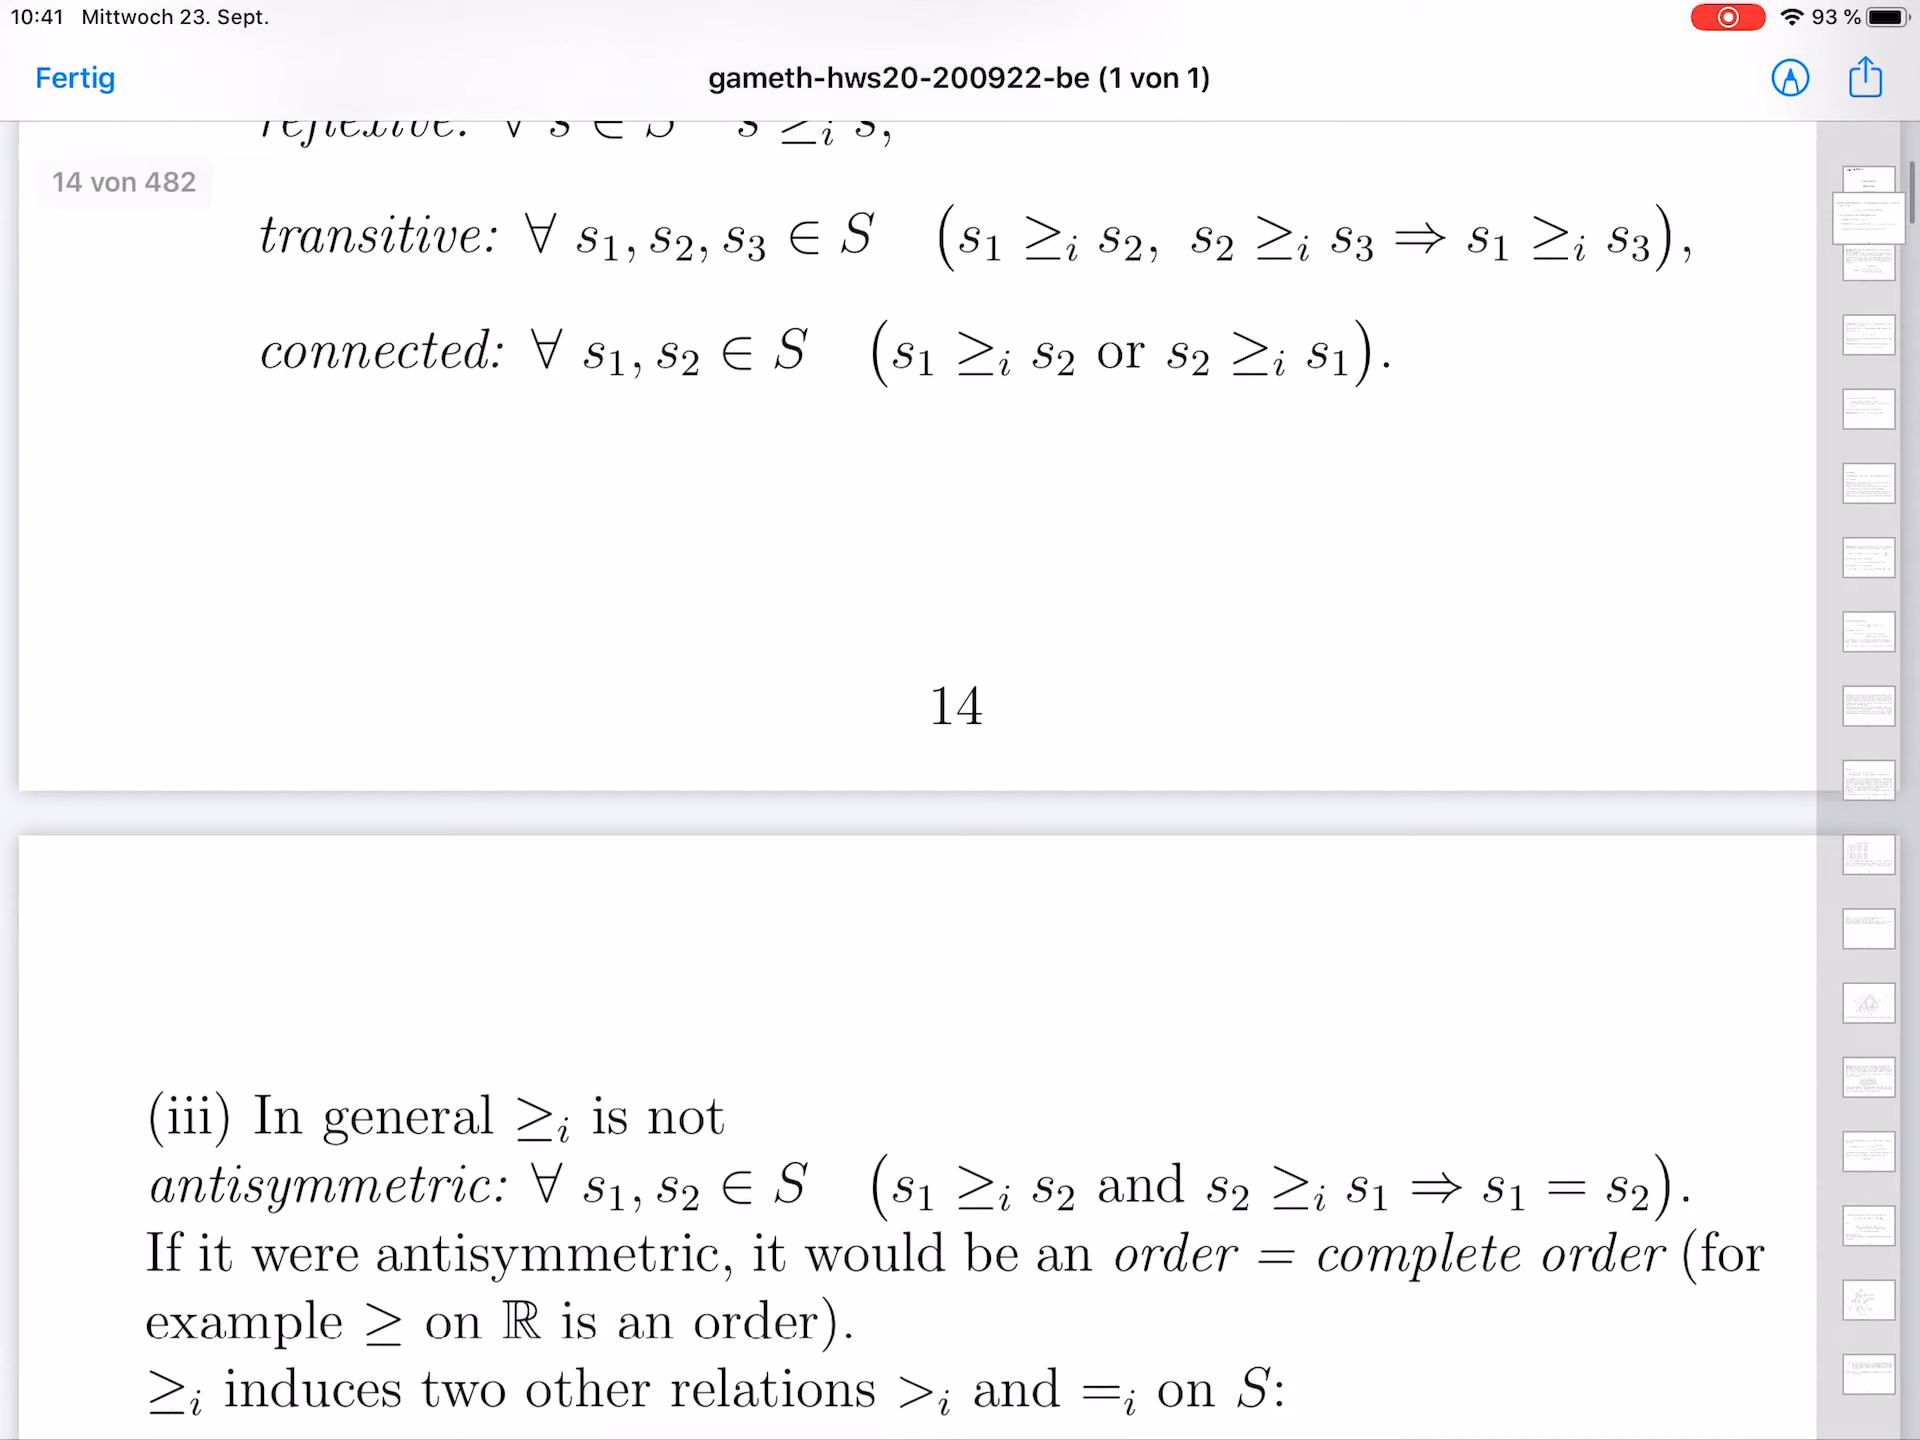 10:41 Mittwoch 23. Sept.
93 %
Fertig
gameth-hws20-200922-be (1 von 1)
reflexive: ∀ s ∈ S s ≥ᵢ s,
14 von 482
transitive: ∀ s₁, s₂, s₃ ∈ S (s₁ ≥ᵢ s₂, s₂ ≥ᵢ s₃ ⇒ s₁ ≥ᵢ s₃),
connected: ∀ s₁, s₂ ∈ S (s₁ ≥ᵢ s₂ or s₂ ≥ᵢ s₁).
14
(iii) In general ≥ᵢ is not
antisymmetric: ∀ s₁, s₂ ∈ S (s₁ ≥ᵢ s₂ and s₂ ≥ᵢ s₁ ⇒ s₁ = s₂).
If it were antisymmetric, it would be an order = complete order (for
example ≥ on ℝ is an order).
≥ᵢ induces two other relations >ᵢ and =ᵢ on S: